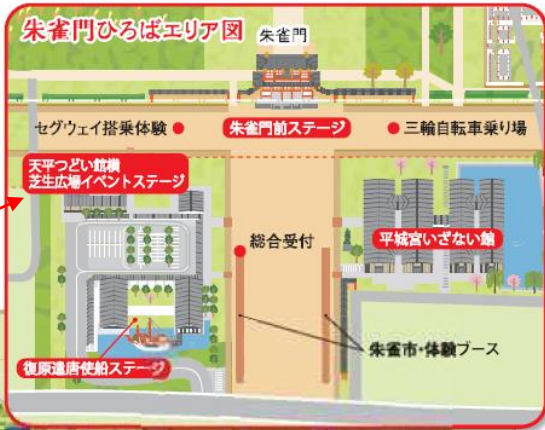 朱雀門ひろばエリア図
朱雀門
セグウェイ搭乗体験
朱雀門前ステージ
三輪自転車乗り場
天平つどい館横
芝生広場イベントステージ
総合受付
平城宮いざない館
朱雀市・体験ブース
復原遣唐使船ステージ